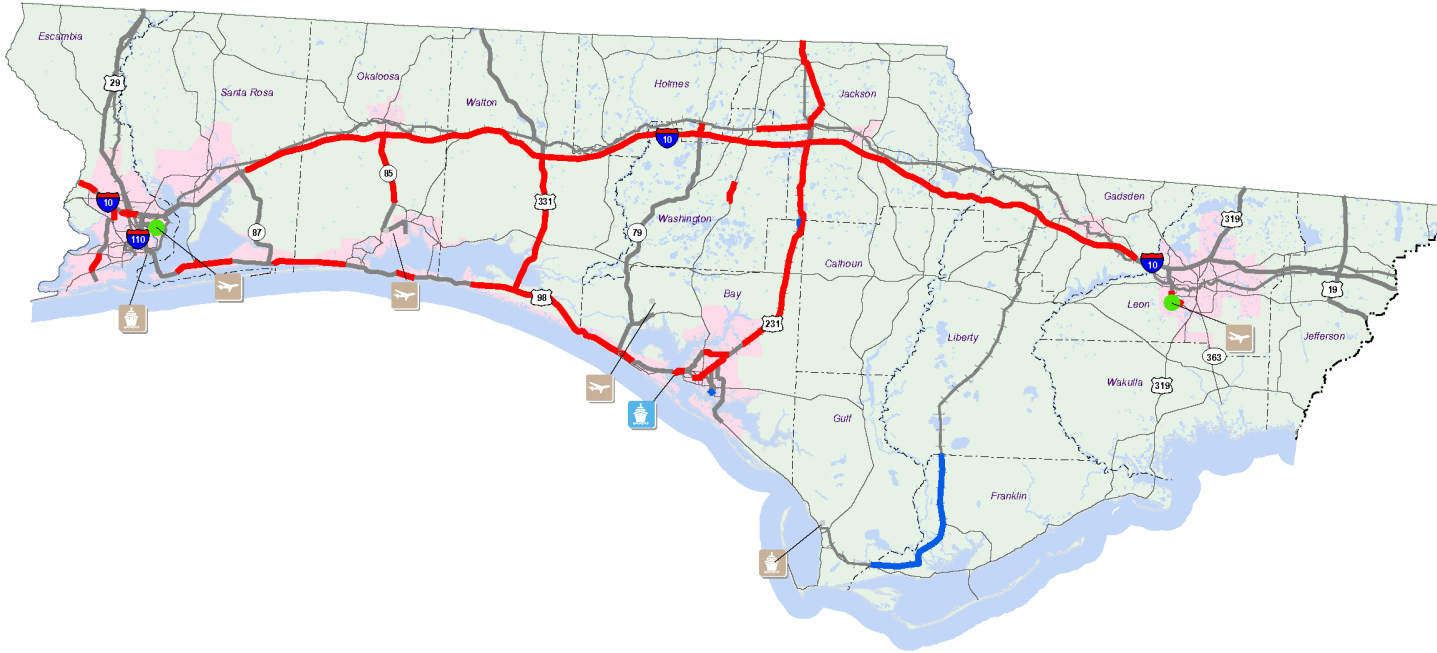 Escambia
29
Santa Rosa
Okaloosa
Walton
Holmes
Jackson
10
85
331
10
110
87
79
Washington
Gadsden
319
10
Calhoun
Bay
98
231
Leon
19
Liberty
Jefferson
363
Wakulla
319
Gulf
Franklin